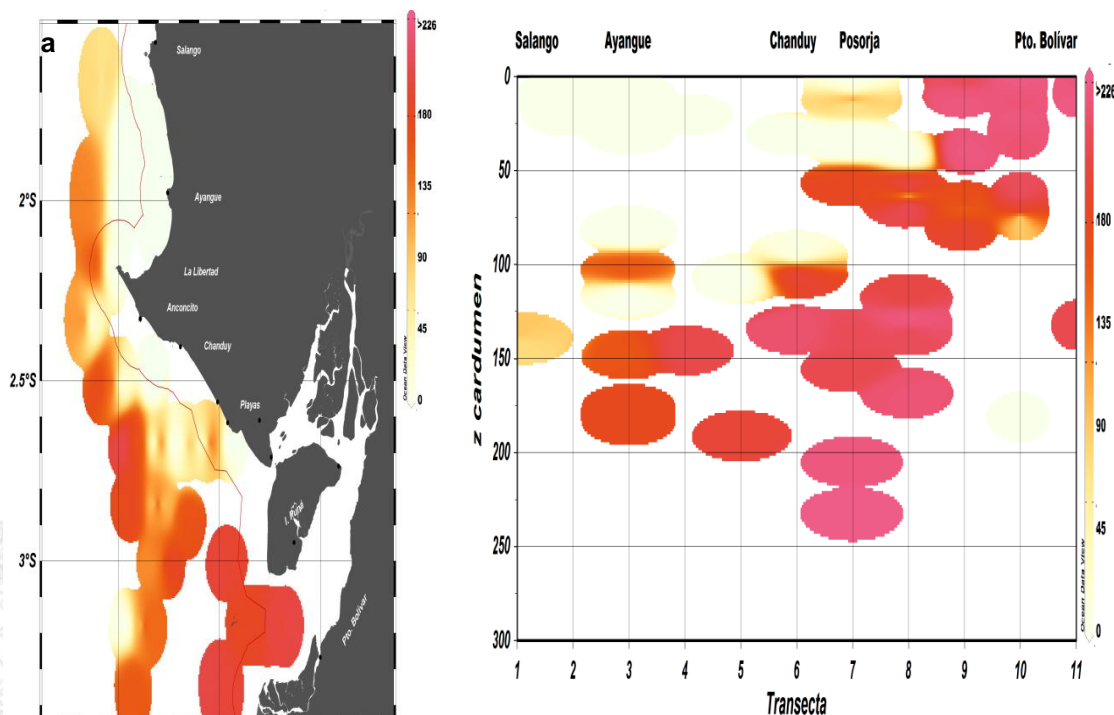 a
Salango
Ayangue
La Libertad
Anconcito
Chanduy
Playas
I. Puná
Pto. Bolívar
2°S
2.5°S
3°S
>226
180
135
90
45
0
Ocean Data View
Salango Ayangue Chanduy Posorja Pto. Bolívar
0
50
100
150
200
250
300
z cardumen
1 2 3 4 5 6 7 8 9 10 11
Transecta
>226
180
135
90
45
0
Ocean Data View